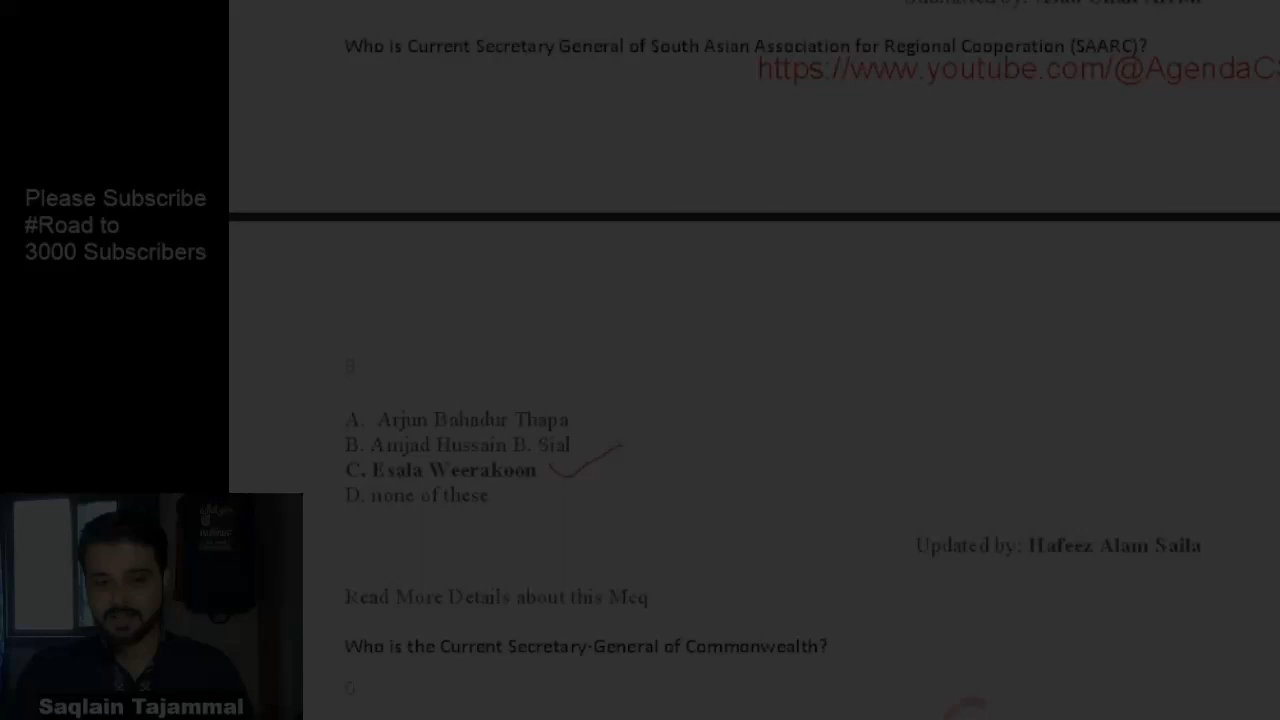 Who is Current Secretary General of South Asian Association for Regional Cooperation (SAARC)?
https://www.youtube.com/@AgendaC
Please Subscribe
#Road to
3000 Subscribers
B
A. Arjun Bahadur Thapa
B. Amjad Hussain B. Sial
C. Esala Weerakoon
D. none of these
Updated by: Hafeez Alam Saila
Read More Details about this Mcq
Who is the Current Secretary-General of Commonwealth?
Saqlain Tajammal